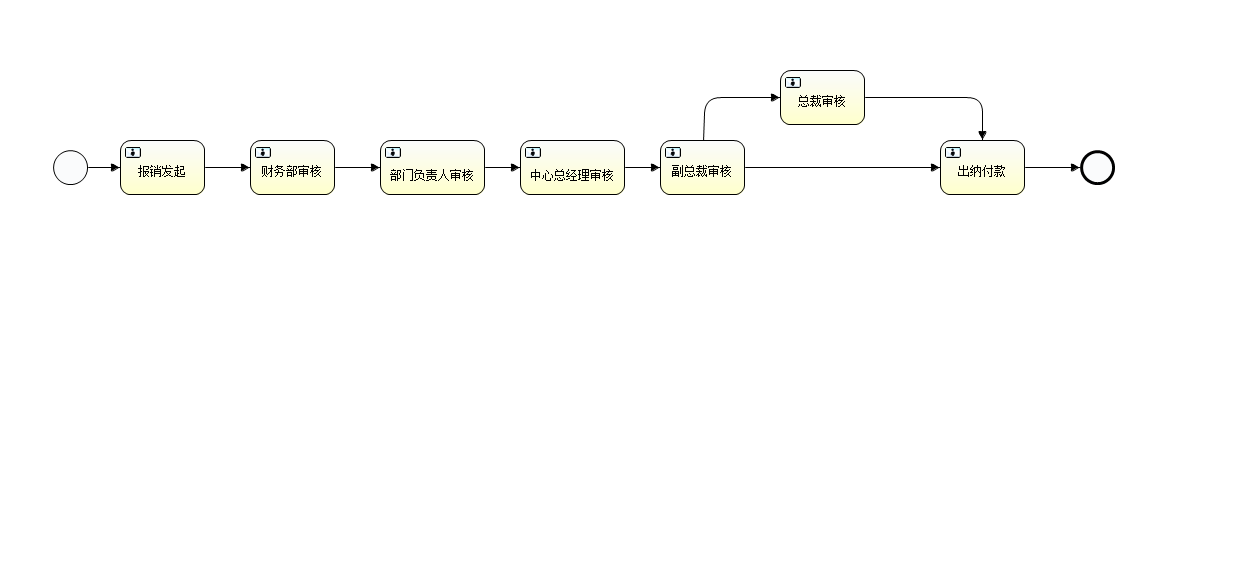 总裁审核
报销发起
财务部审核
部门负责人审核
中心总经理审核
副总裁审核
出纳付款